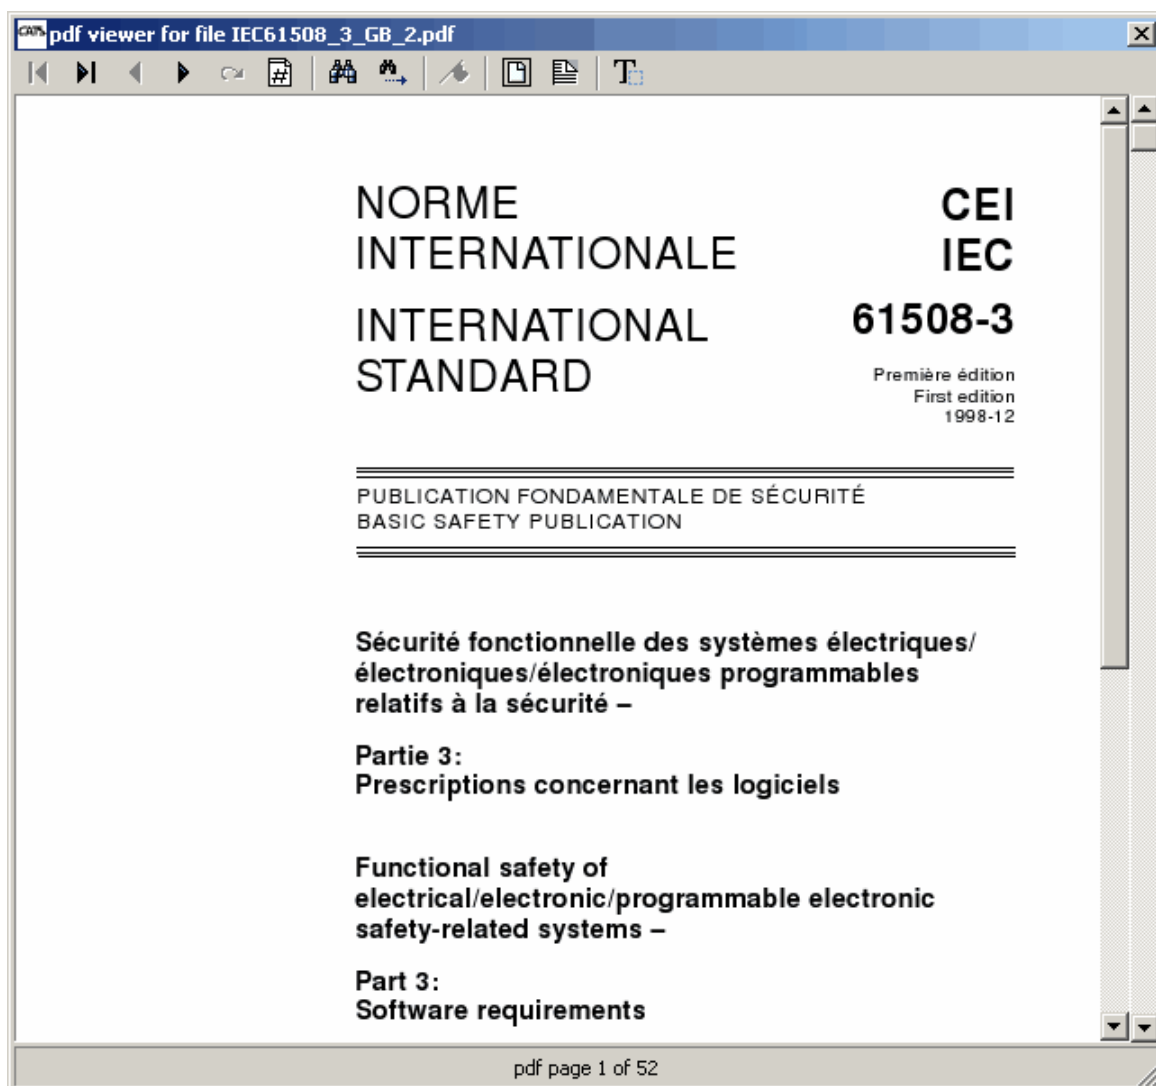 CATS pdf viewer for file IEC61508_3_GB_2.pdf
#
T
NORME
INTERNATIONALE
CEI
IEC
INTERNATIONAL
STANDARD
61508-3
Première édition
First edition
1998-12
PUBLICATION FONDAMENTALE DE SÉCURITÉ
BASIC SAFETY PUBLICATION
Sécurité fonctionnelle des systèmes électriques/
électroniques/électroniques programmables
relatifs à la sécurité –
Partie 3:
Prescriptions concernant les logiciels
Functional safety of
electrical/electronic/programmable electronic
safety-related systems –
Part 3:
Software requirements
pdf page 1 of 52